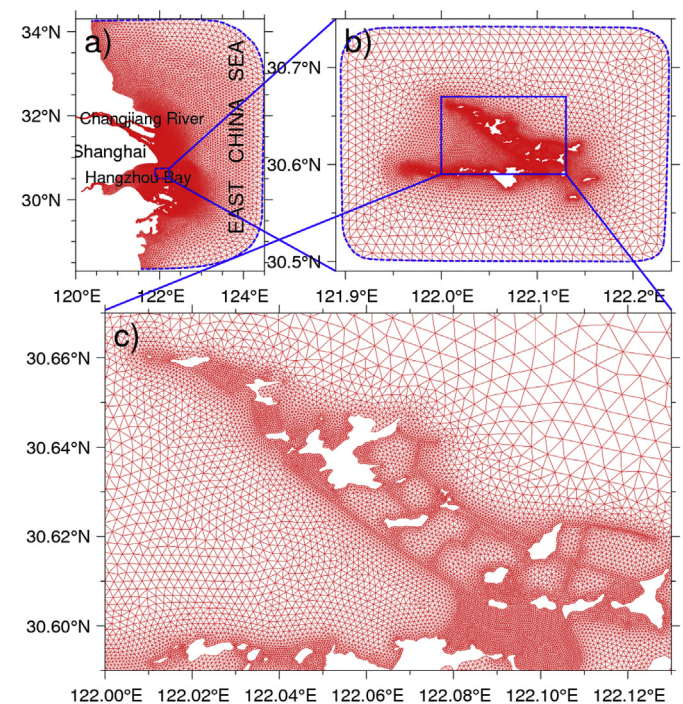 a)
34°N
32°N
30°N
Changjiang River
Shanghai
Hangzhou Bay
EAST CHINA SEA
120°E 122°E 124°E
b)
30.7°N
30.6°N
30.5°N
121.9°E 122.0°E 122.1°E 122.2°E
c)
30.66°N
30.64°N
30.62°N
30.60°N
122.00°E 122.02°E 122.04°E 122.06°E 122.08°E 122.10°E 122.12°E